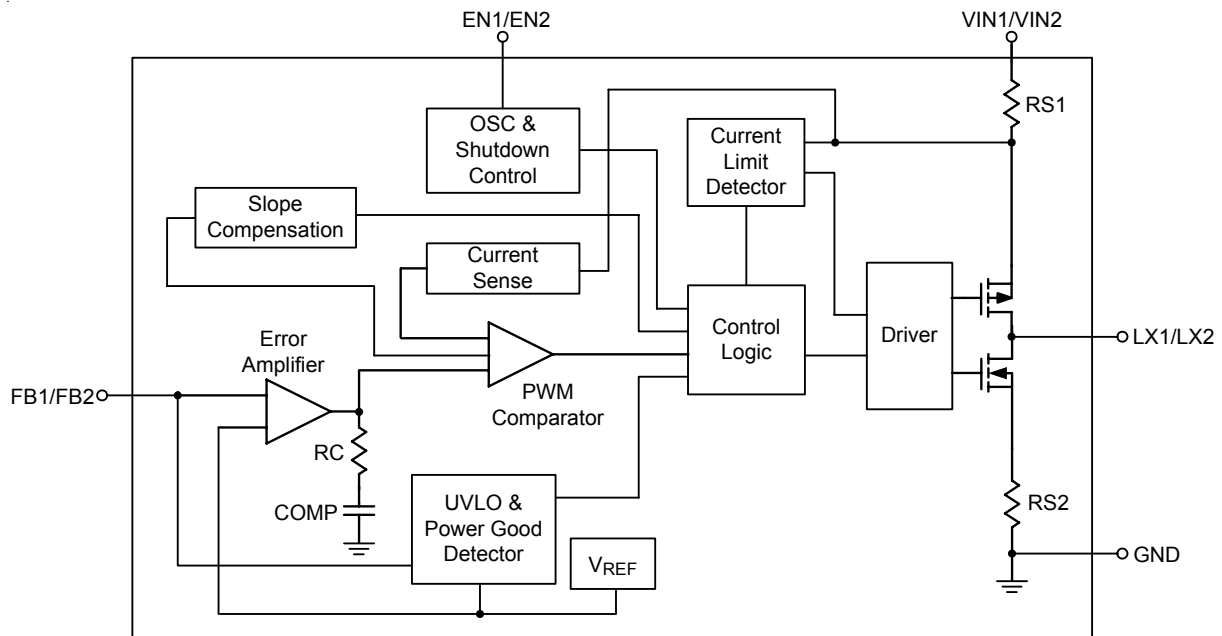 EN1/EN2
VIN1/VIN2
RS1
OSC &
Shutdown
Control
Current
Limit
Detector
Slope
Compensation
Current
Sense
Control
Logic
Driver
LX1/LX2
Error
Amplifier
FB1/FB2
PWM
Comparator
RC
COMP
UVLO &
Power Good
Detector
VREF
RS2
GND